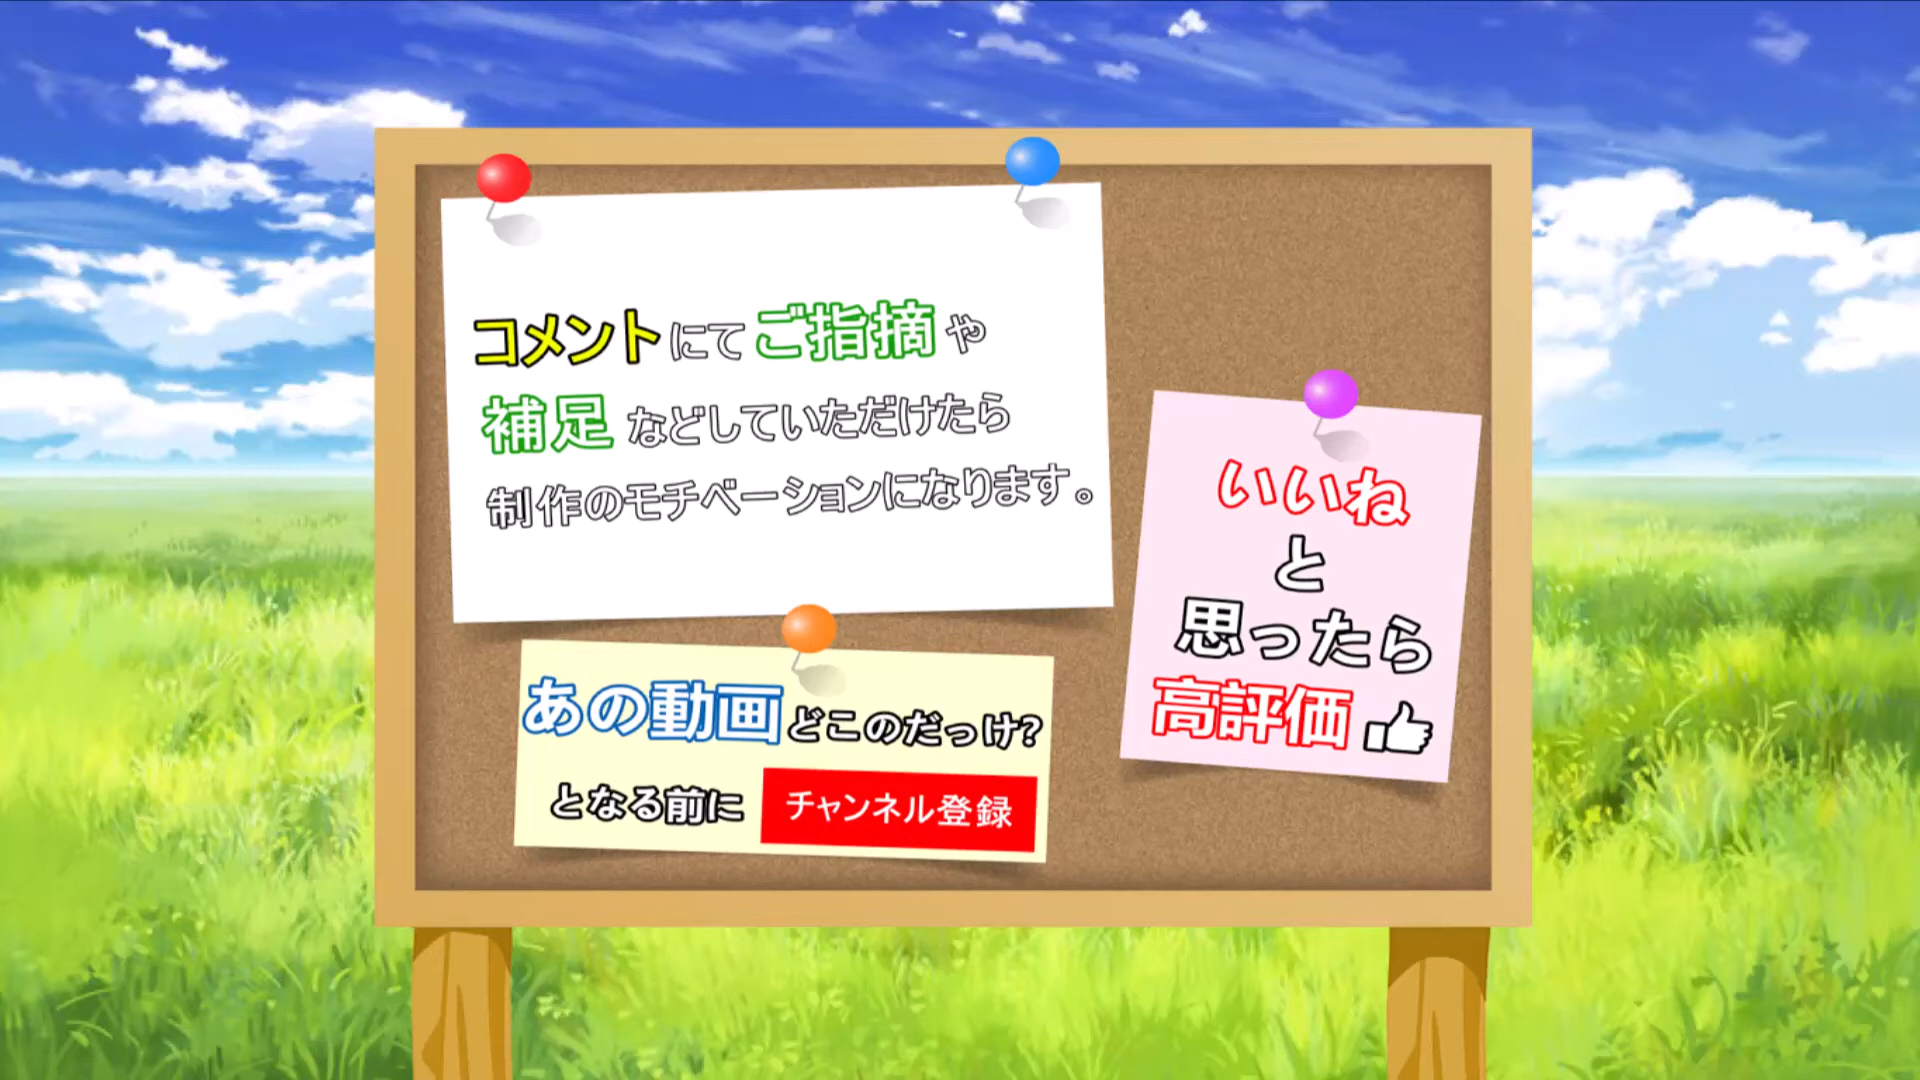 コメントにてご指摘や
補足などしていただけたら
制作のモチベーションになります。
いいね
と
思ったら
高評価
あの動画どこのだっけ?
となる前に チャンネル登録